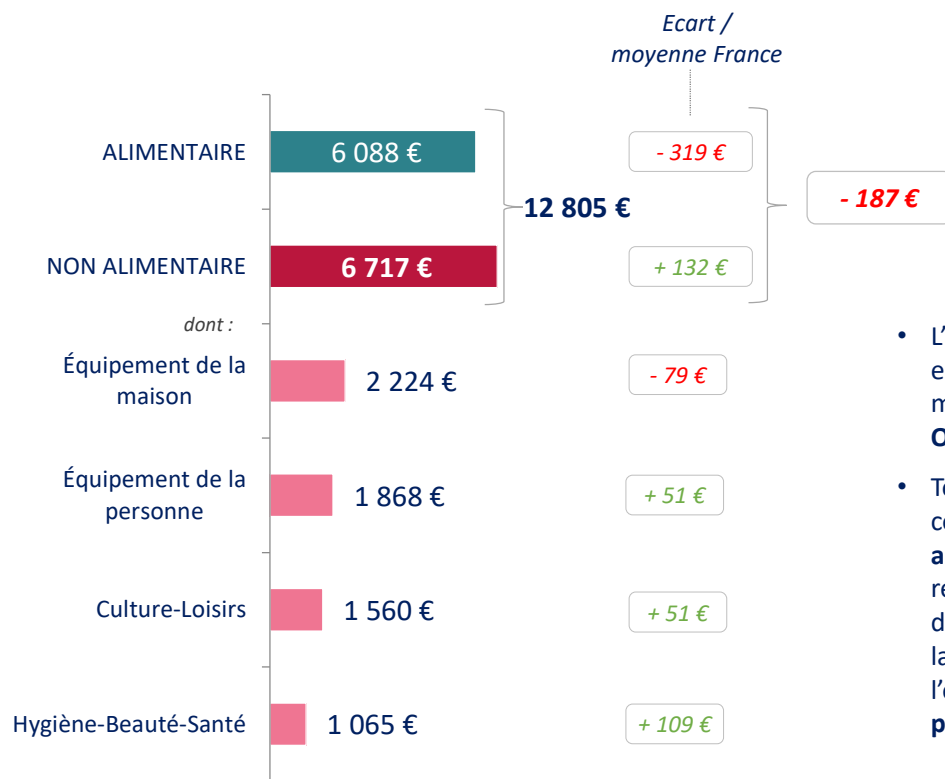 Ecart /
moyenne France
ALIMENTAIRE
6 088 €
- 319 €
12 805 €
- 187 €
NON ALIMENTAIRE
6 717 €
+ 132 €
dont :
Équipement de la
maison
2 224 €
- 79 €
Équipement de la
personne
1 868 €
+ 51 €
Culture-Loisirs
1 560 €
+ 51 €
Hygiène-Beauté-Santé
1 065 €
+ 109 €